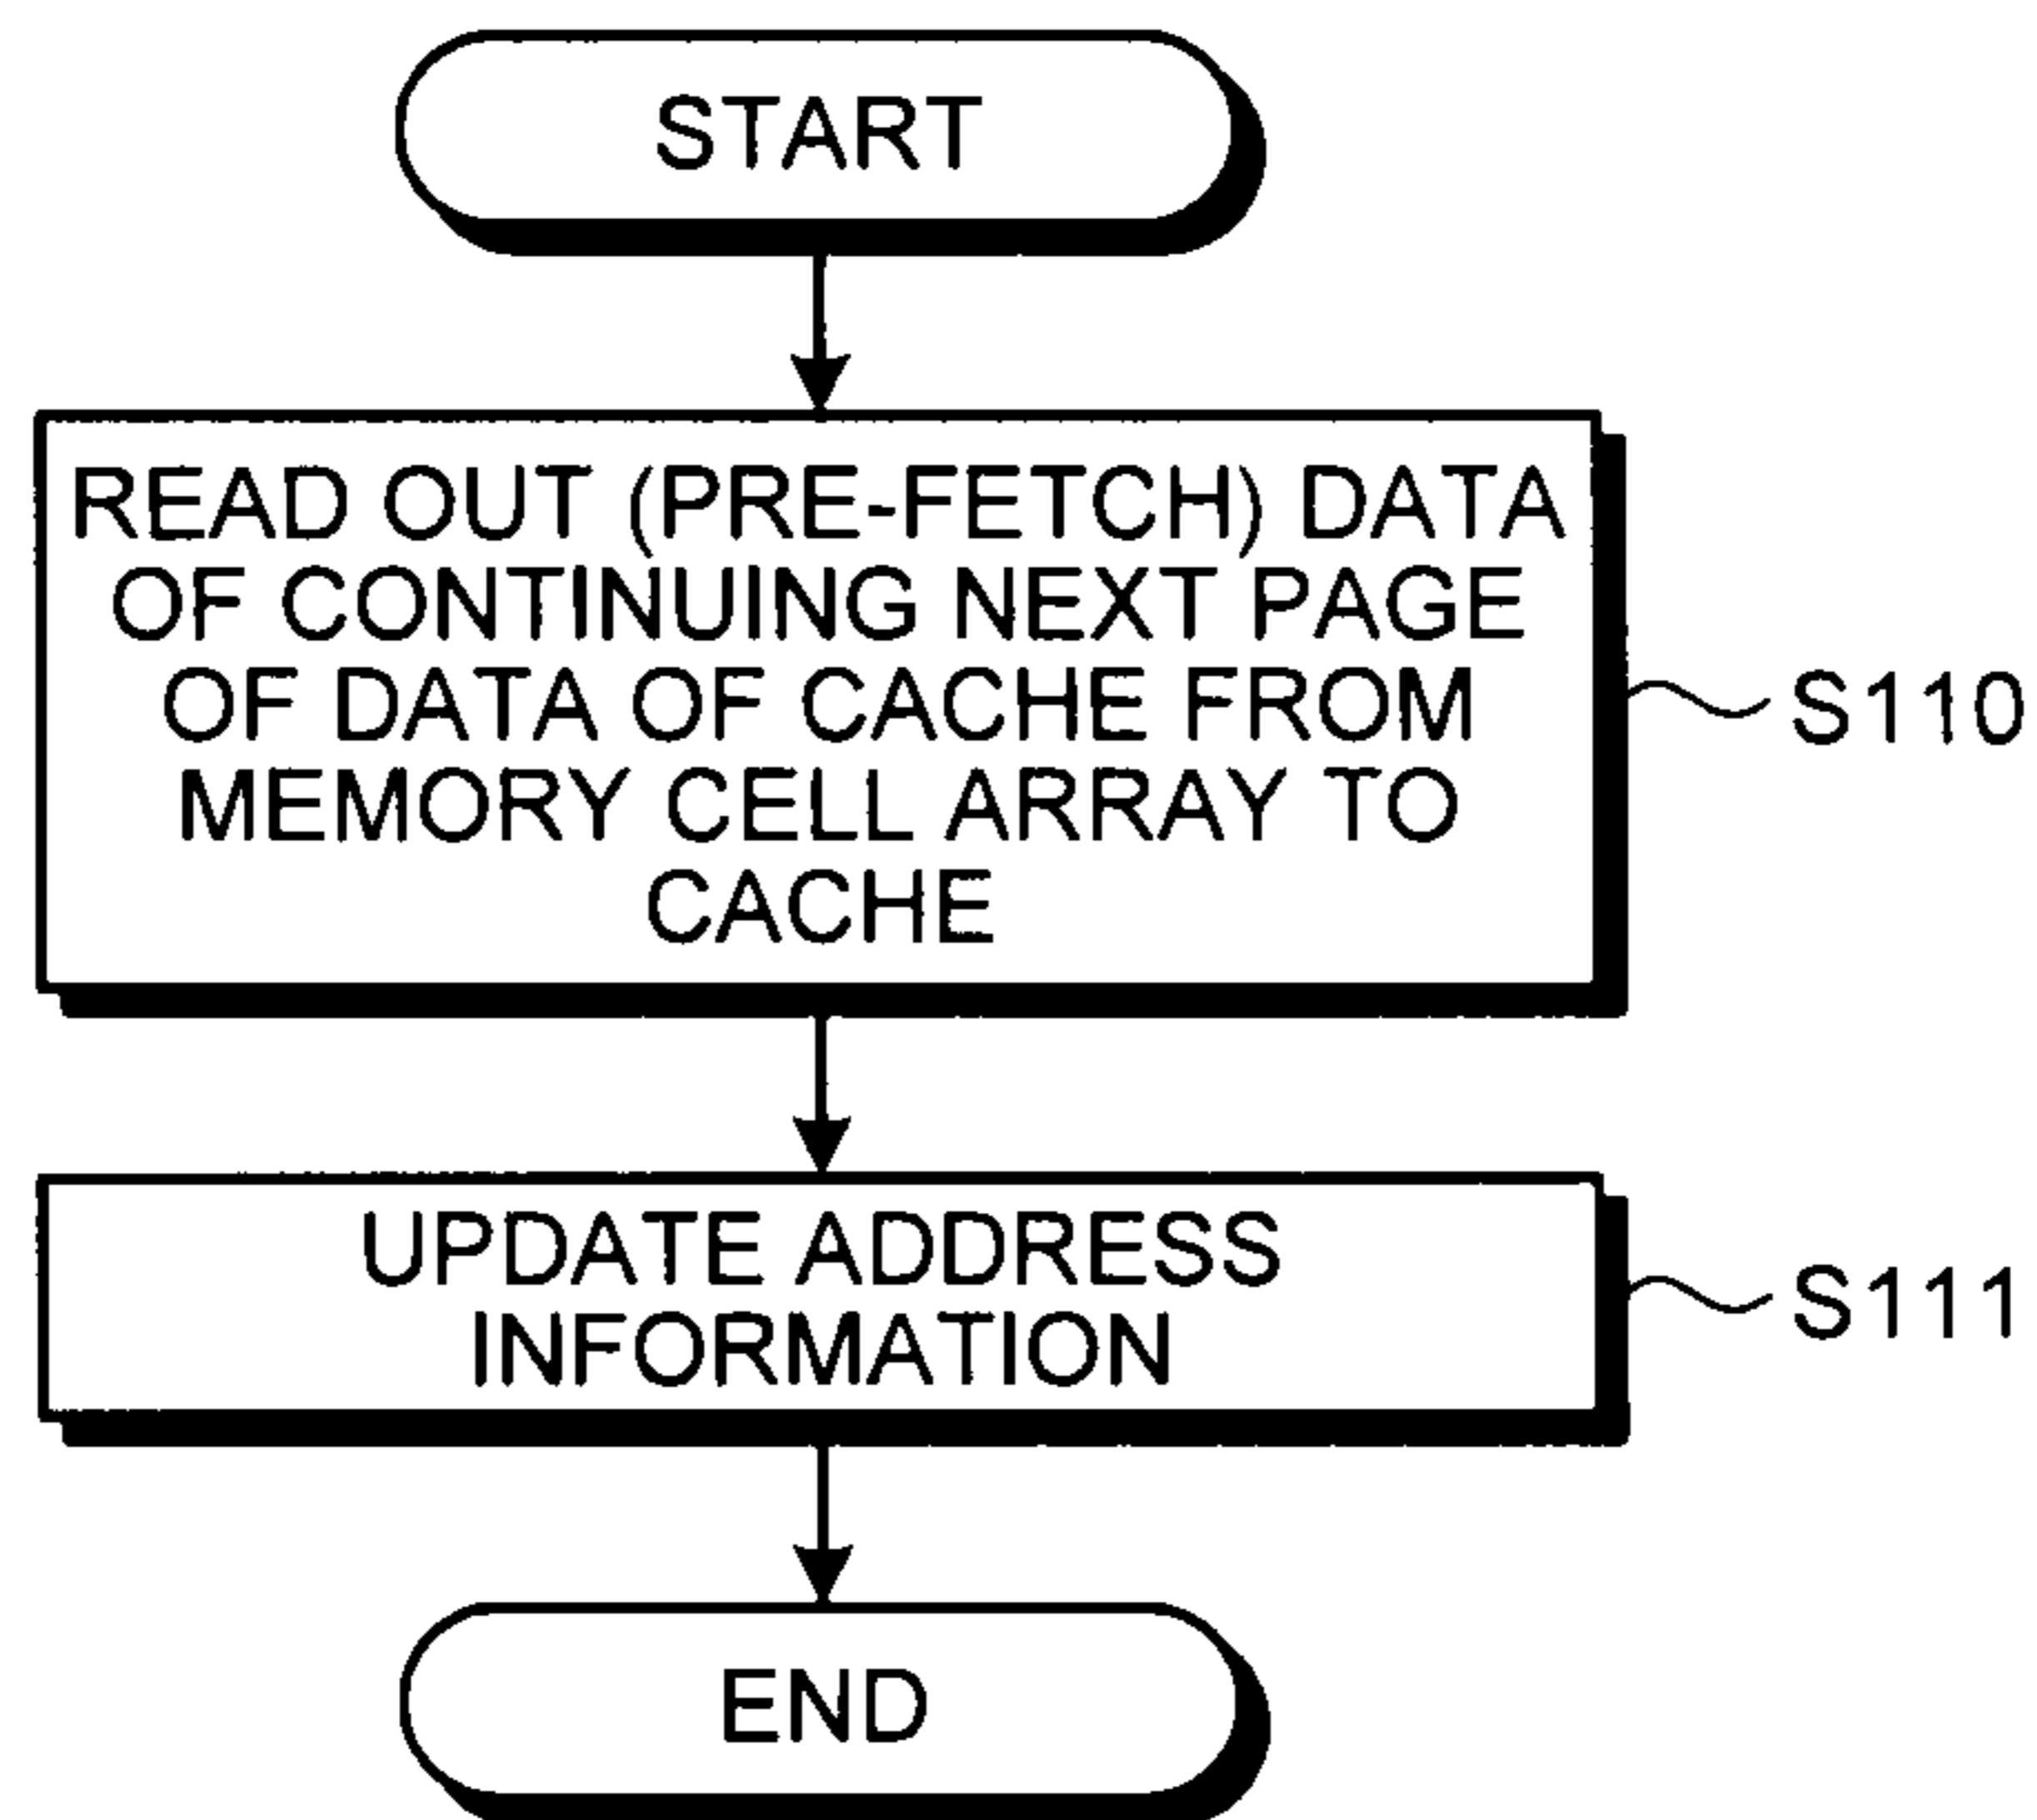 START
READ OUT (PRE-FETCH) DATA
OF CONTINUING NEXT PAGE
OF DATA OF CACHE FROM
MEMORY CELL ARRAY TO
CACHE
S110
UPDATE ADDRESS
INFORMATION
S111
END